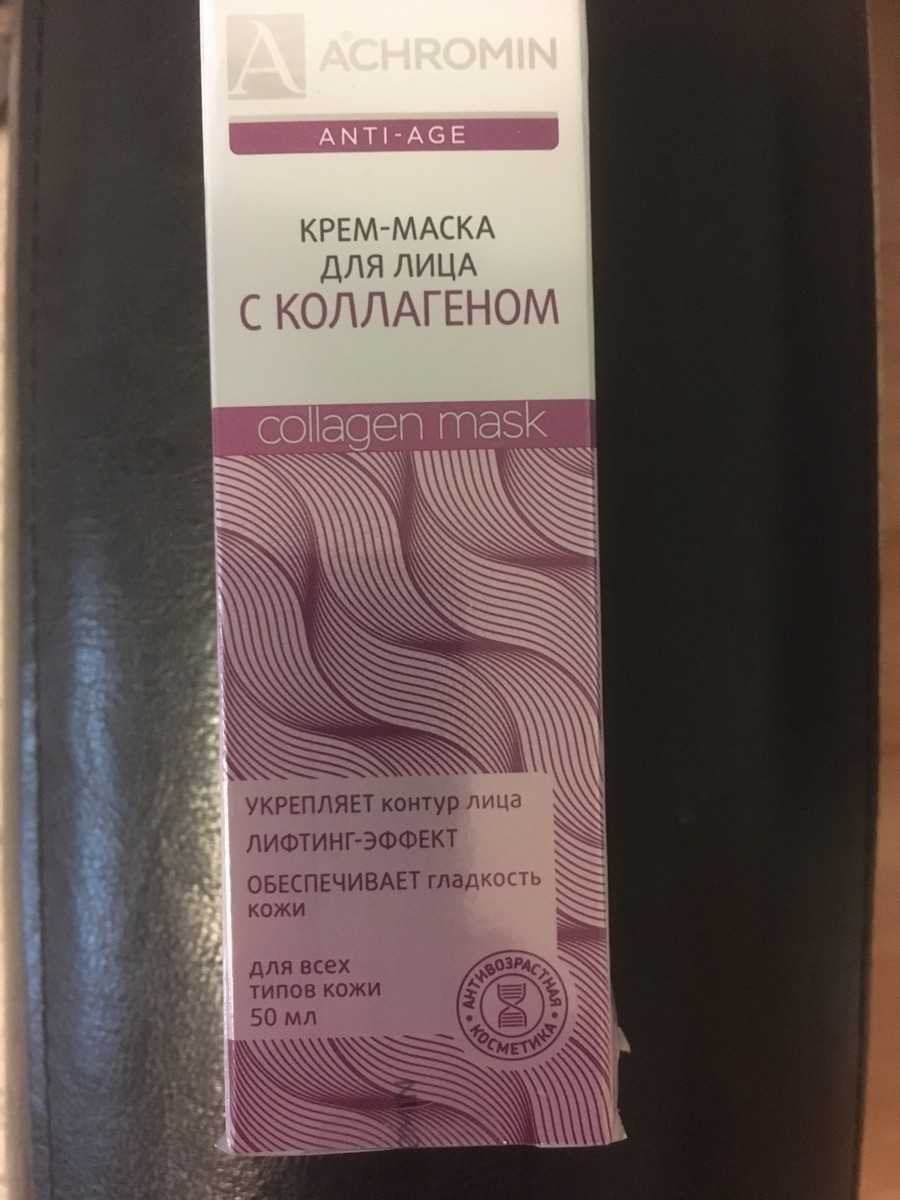 A
ACHROMIN
ANTI-AGE
КРЕМ-МАСКА
ДЛЯ ЛИЦА
С КОЛЛАГЕНОМ
collagen mask
УКРЕПЛЯЕТ контур лица
ЛИФТИНГ-ЭФФЕКТ
ОБЕСПЕЧИВАЕТ гладкость
кожи
для всех
типов кожи
50 мл
• АНТИВОЗРАСТНАЯ •
КОСМЕТИКА